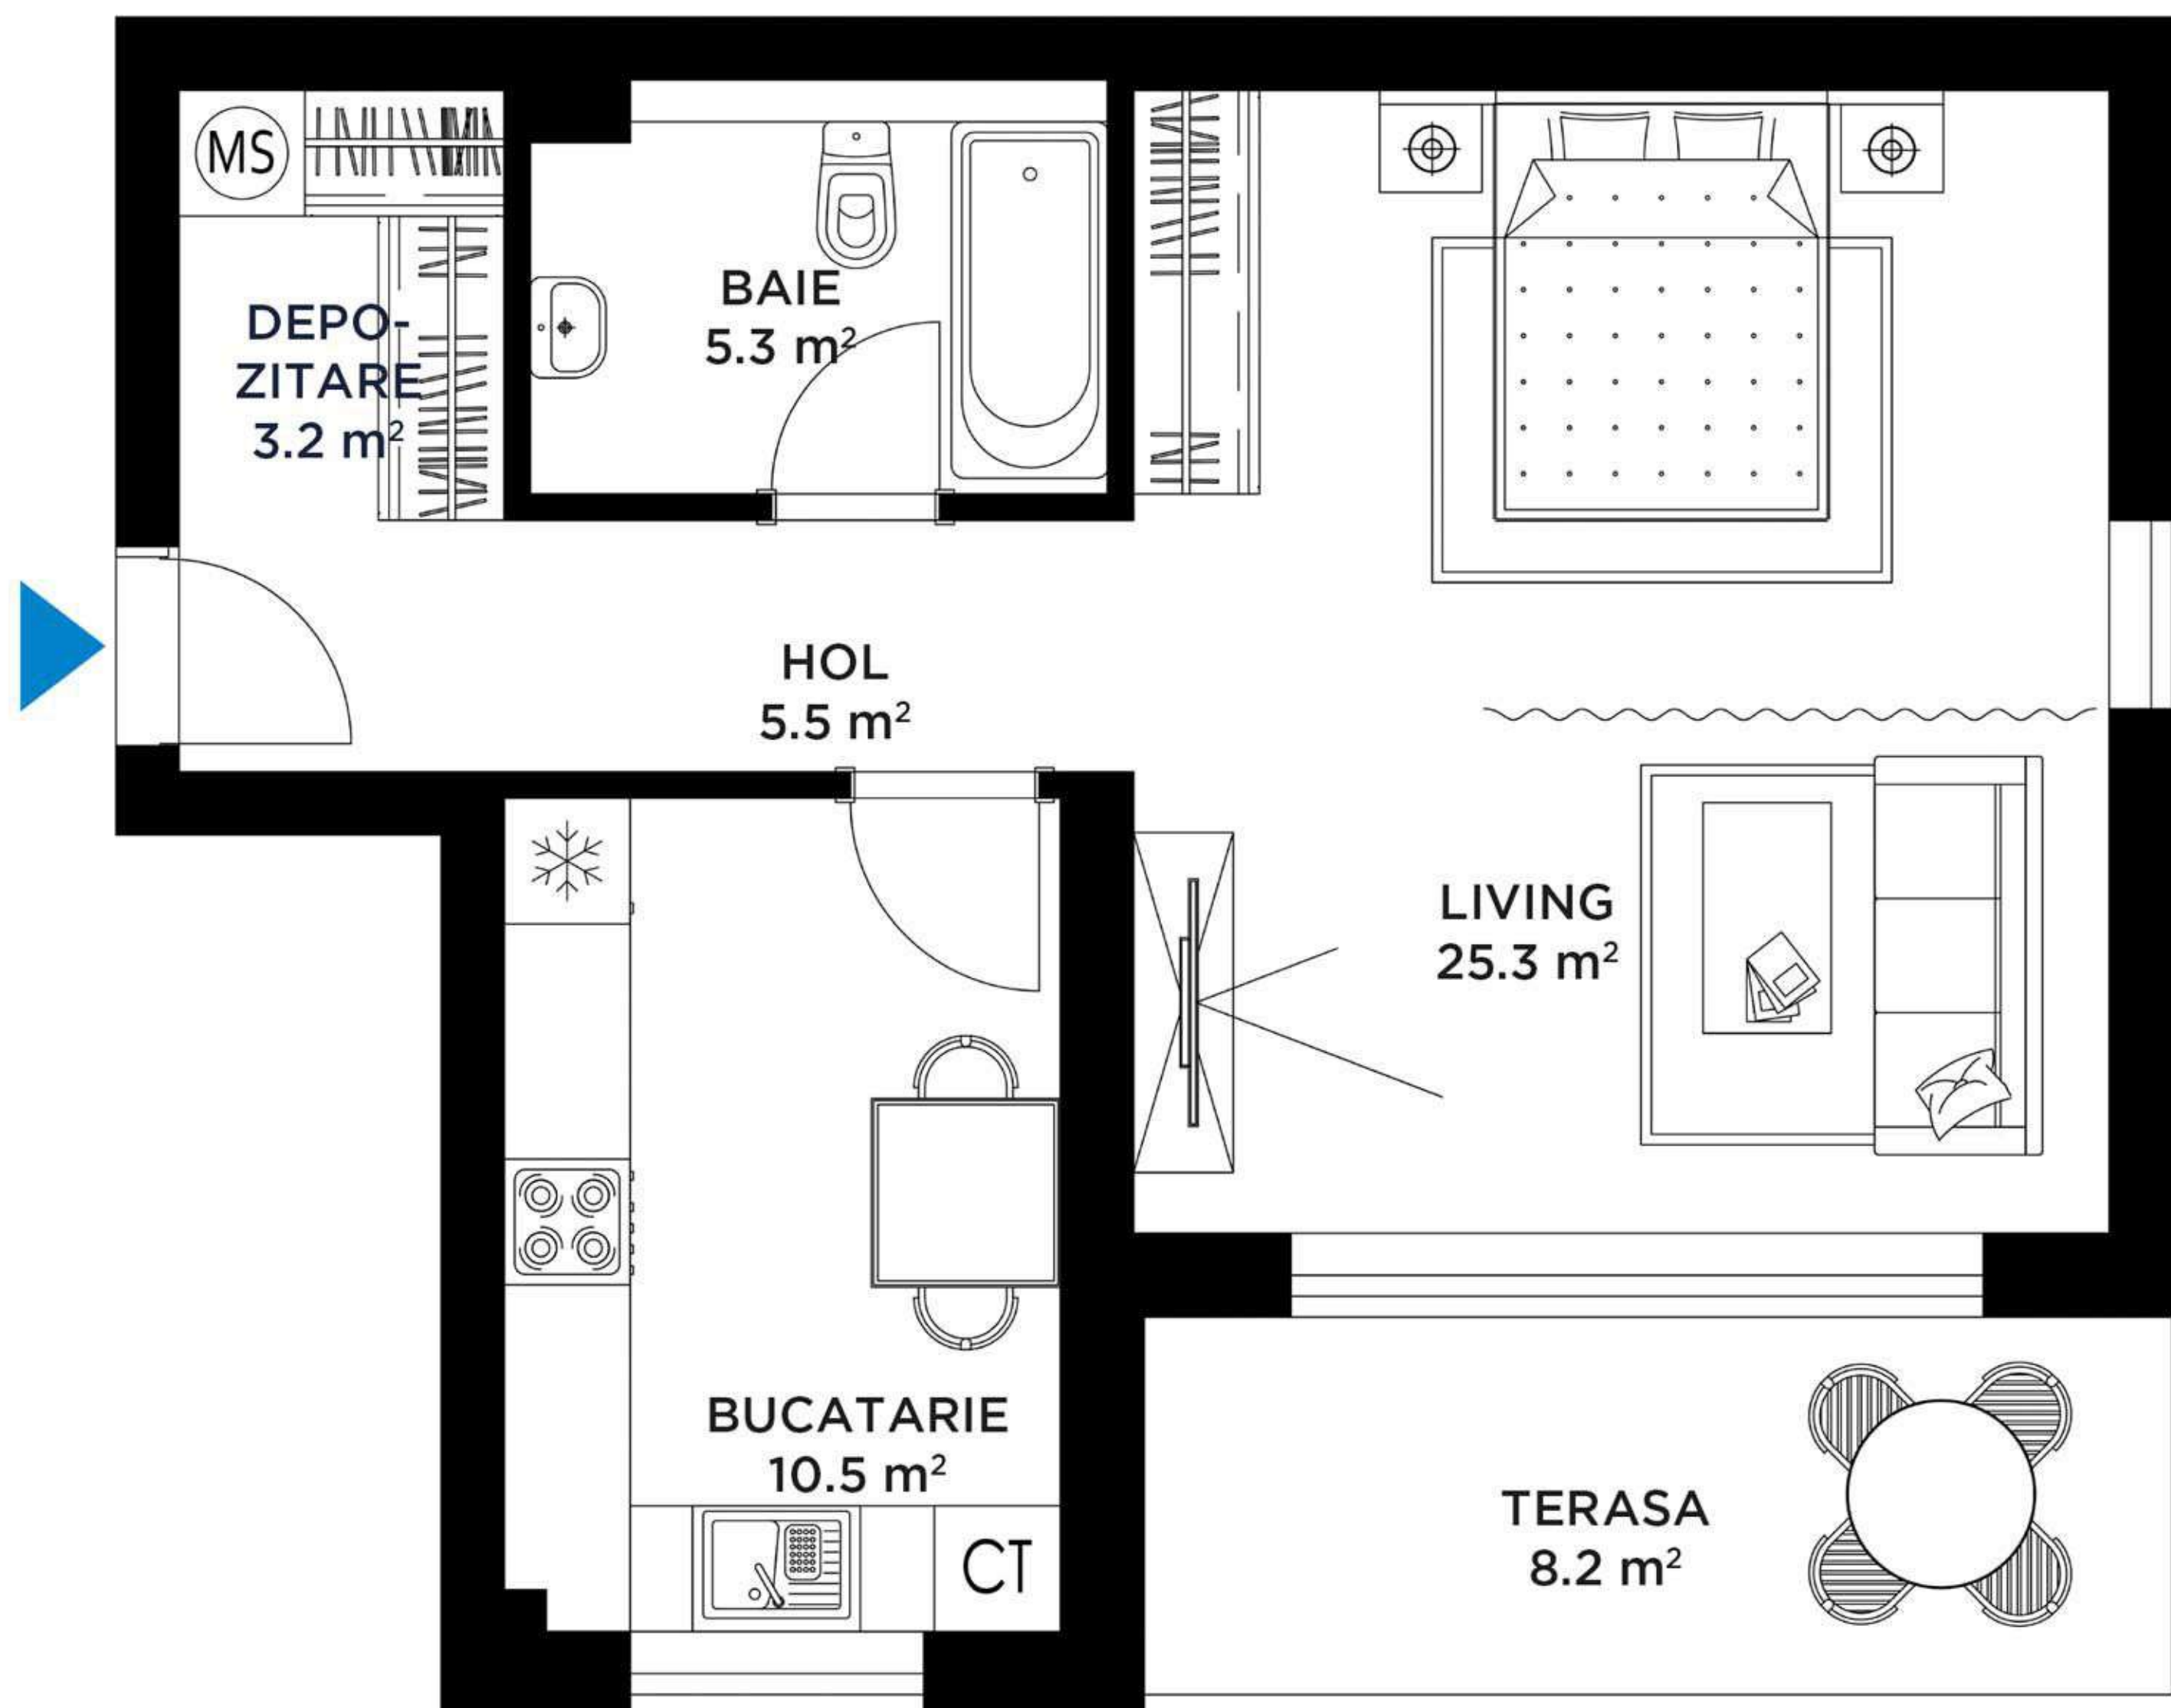 MS
DEPO-
ZITARE
3.2 m²
BAIE
5.3 m²
HOL
5.5 m²
LIVING
25.3 m²
BUCATARIE
10.5 m²
CT
TERASA
8.2 m²